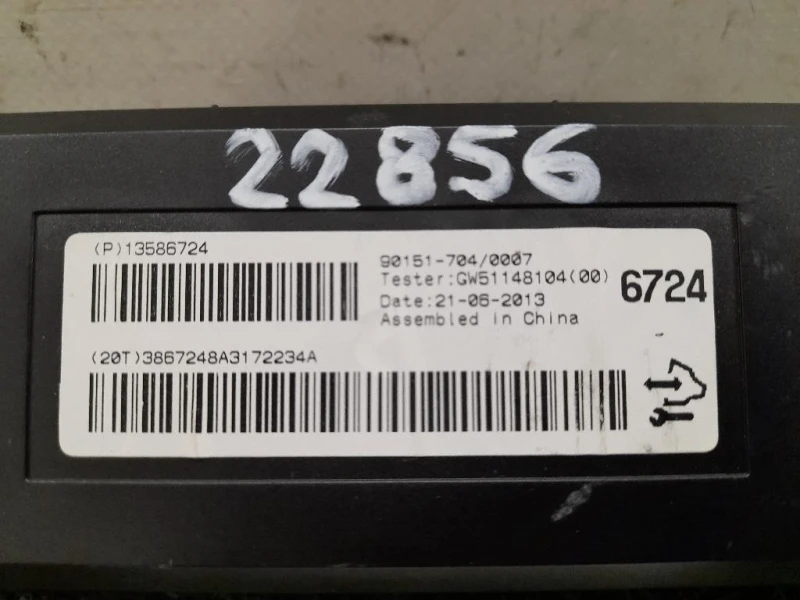 22856
(P)13586724
90151-704/0007
Tester:GW51148104(00)
6724
Date:21-06-2013
Assembled in China
(20T)3867248A3172234A